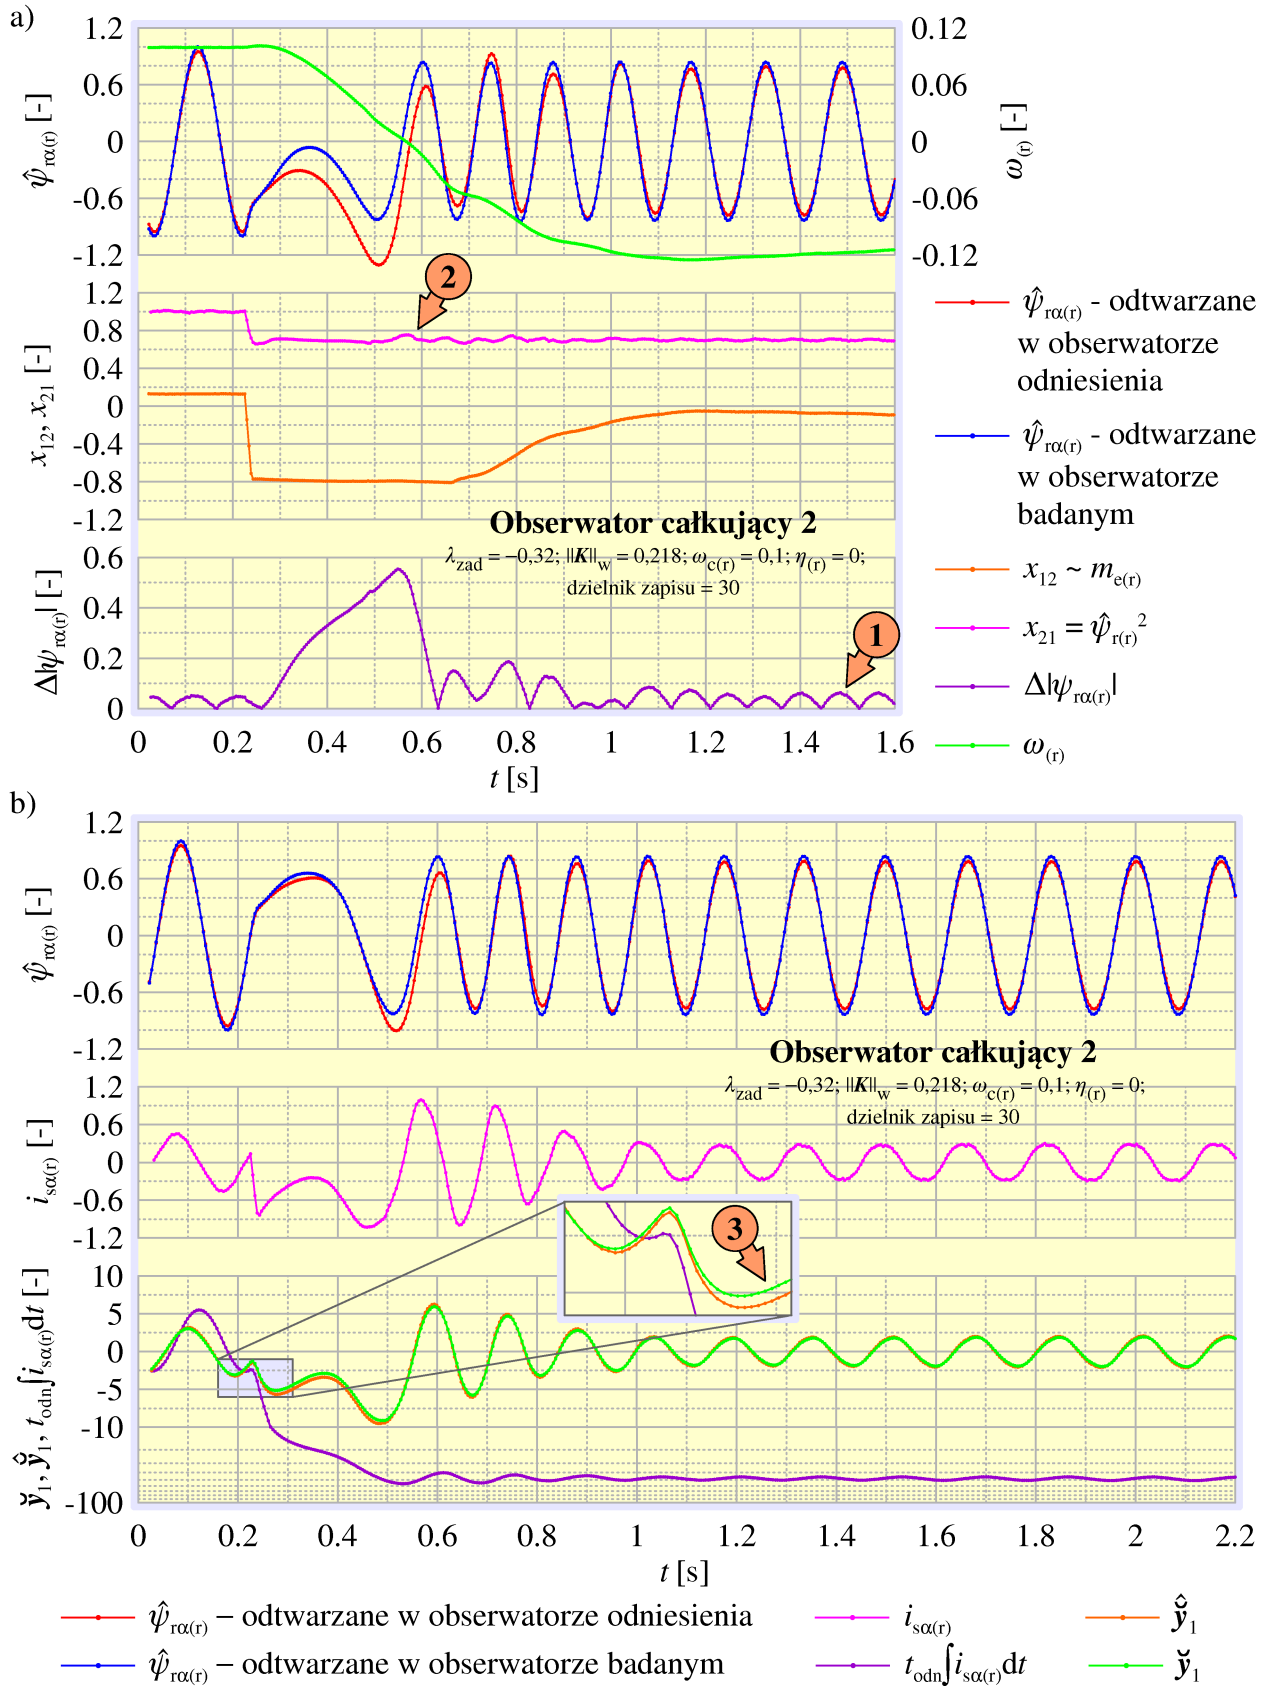 a)
1.2
0.6
0
-0.6
-1.2
ψ̂rα(r) [-]
0.12
0.06
0
-0.06
-0.12
ω(r) [-]
1.2
0.8
0.4
0
-0.4
-0.8
-1.2
x12, x21 [-]
2
Obserwator całkujący 2
λzad = −0,32; ||K||w = 0,218; ωc(r) = 0,1; η(r) = 0;
dzielnik zapisu = 30
0.6
0.4
0.2
0
Δ|ψrα(r)| [-]
1
0 0.2 0.4 0.6 0.8 1 1.2 1.4 1.6
t [s]
ψ̂rα(r) - odtwarzane
w obserwatorze
odniesienia
ψ̂rα(r) - odtwarzane
w obserwatorze
badanym
x12 ~ me(r)
x21 = ψ̂r(r)2
Δ|ψrα(r)|
ω(r)
b)
1.2
0.6
0
-0.6
-1.2
ψ̂rα(r) [-]
Obserwator całkujący 2
λzad = −0,32; ||K||w = 0,218; ωc(r) = 0,1; η(r) = 0;
dzielnik zapisu = 30
1.2
0.6
0
-0.6
-1.2
isα(r) [-]
3
10
5
0
-5
-10
-100
y̆1, ŷ̆1, todn∫isα(r)dt [-]
0 0.2 0.4 0.6 0.8 1 1.2 1.4 1.6 1.8 2 2.2
t [s]
ψ̂rα(r) – odtwarzane w obserwatorze odniesienia
isα(r)
ŷ̆1
ψ̂rα(r) – odtwarzane w obserwatorze badanym
todn∫isα(r)dt
y̆1